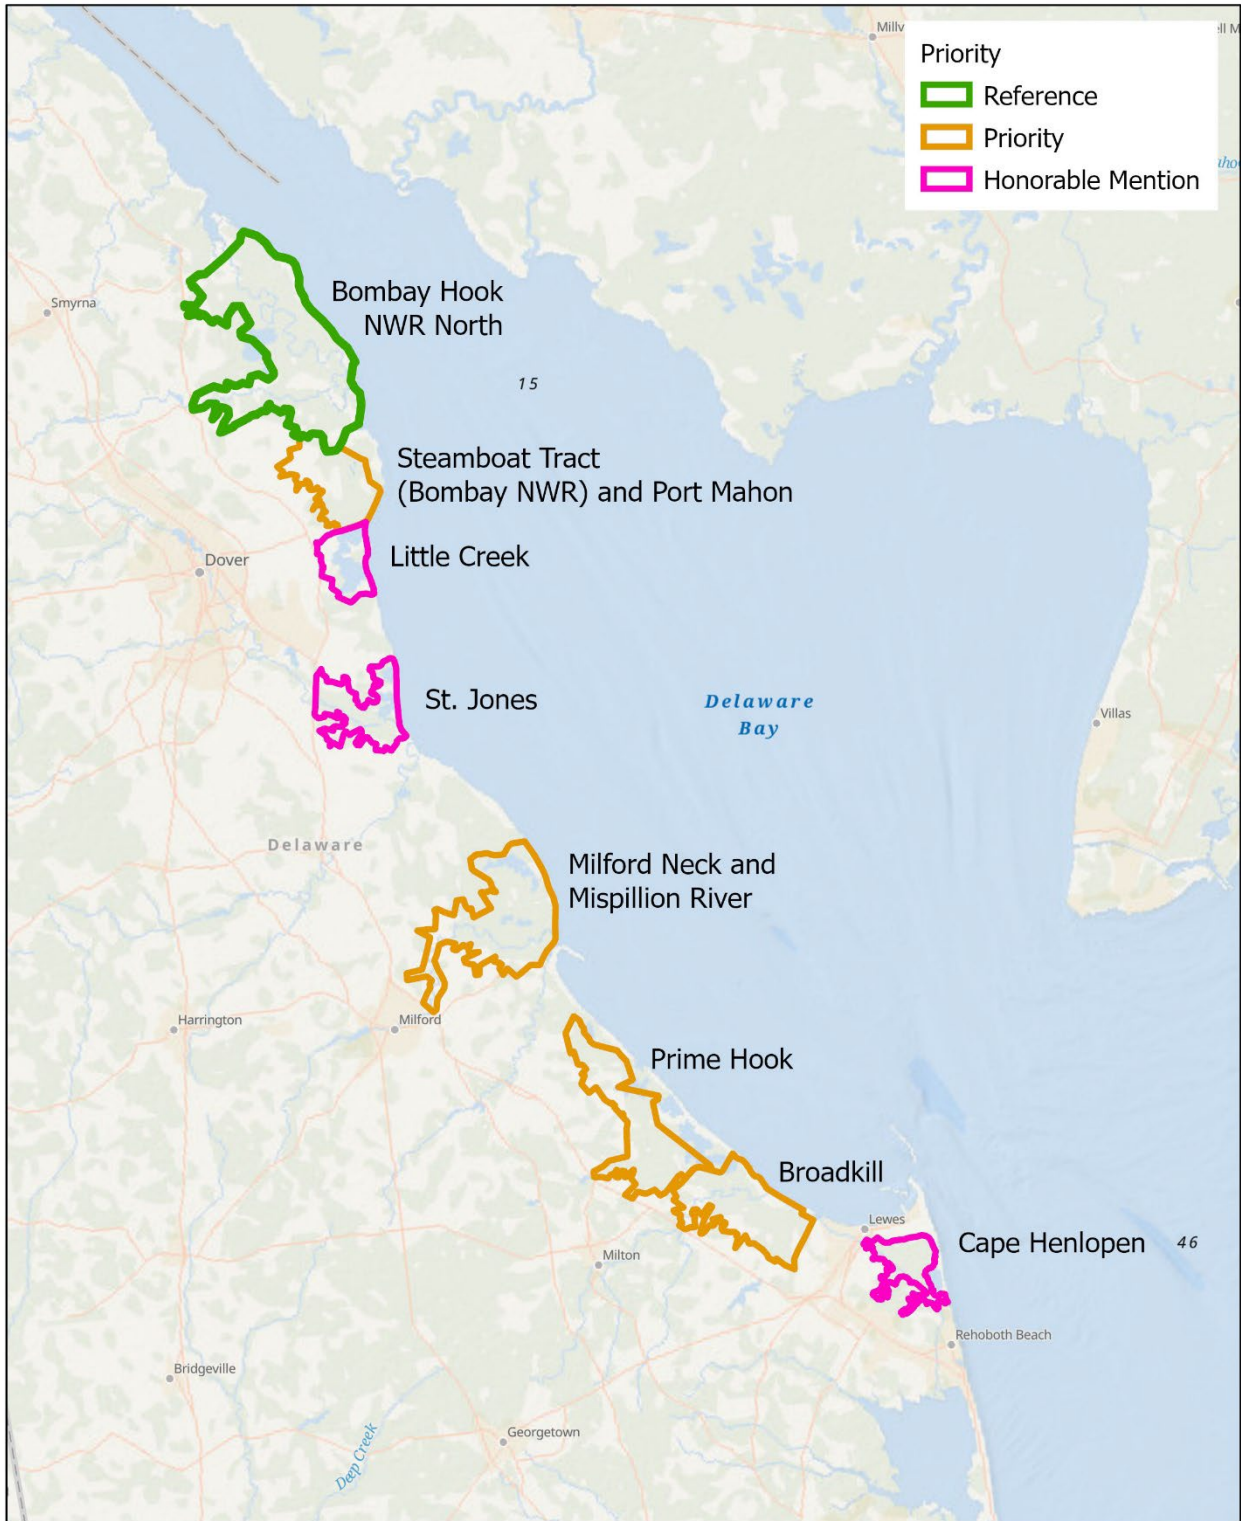 Millv
ell M
Priority
Reference
Priority
Honorable Mention
Smyrna
Bombay Hook
NWR North
15
Steamboat Tract
(Bombay NWR) and Port Mahon
Dover
Little Creek
St. Jones
Delaware
Bay
Villas
Delaware
Milford Neck and
Mispillion River
Harrington
Milford
Prime Hook
Broadkill
Lewes
Cape Henlopen
46
Milton
Rehoboth Beach
Bridgeville
Georgetown
Deep Creek